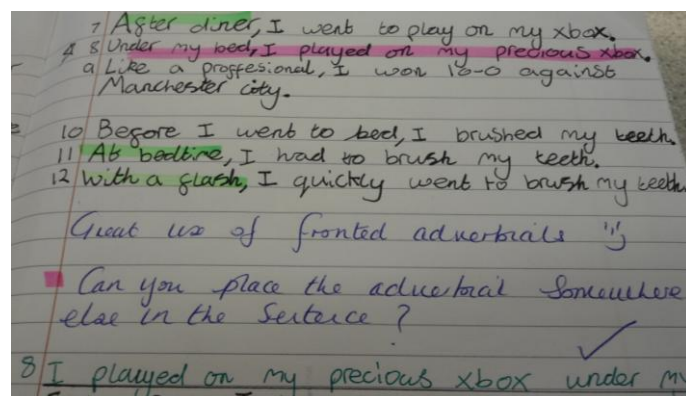 7 After diner, I went to play on my xbox.
4 8 Under my bed, I played on my precious xbox.
9 Like a proffesional, I won 10-0 against
Manchester city.
10 Before I went to bed, I brushed my teeth.
11 At bedtime, I had to brush my teeth.
12 With a flash, I quickly went to brush my teeth.
Great use of fronted adverbials
Can you place the adverbial somewhere
else in the sentence?
8 I played on my precious xbox under my